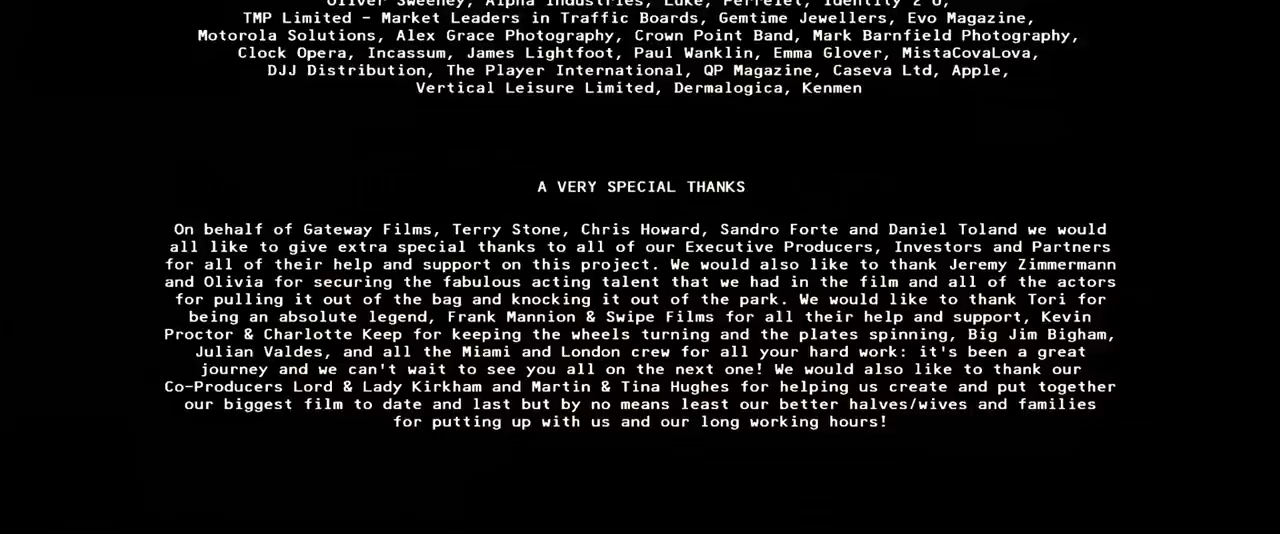 Oliver Sweeney, Alpha Industries, Luke, Perrelet, Identity 2 U,
TMP Limited - Market Leaders in Traffic Boards, Gemtime Jewellers, Evo Magazine,
Motorola Solutions, Alex Grace Photography, Crown Point Band, Mark Barnfield Photography,
Clock Opera, Incassum, James Lightfoot, Paul Wanklin, Emma Glover, MistaCovaLova,
DJJ Distribution, The Player International, QP Magazine, Caseva Ltd, Apple,
Vertical Leisure Limited, Dermalogica, Kenmen
A VERY SPECIAL THANKS
On behalf of Gateway Films, Terry Stone, Chris Howard, Sandro Forte and Daniel Toland we would
all like to give extra special thanks to all of our Executive Producers, Investors and Partners
for all of their help and support on this project. We would also like to thank Jeremy Zimmermann
and Olivia for securing the fabulous acting talent that we had in the film and all of the actors
for pulling it out of the bag and knocking it out of the park. We would like to thank Tori for
being an absolute legend, Frank Mannion & Swipe Films for all their help and support, Kevin
Proctor & Charlotte Keep for keeping the wheels turning and the plates spinning, Big Jim Bigham,
Julian Valdes, and all the Miami and London crew for all your hard work: it's been a great
journey and we can't wait to see you all on the next one! We would also like to thank our
Co-Producers Lord & Lady Kirkham and Martin & Tina Hughes for helping us create and put together
our biggest film to date and last but by no means least our better halves/wives and families
for putting up with us and our long working hours!